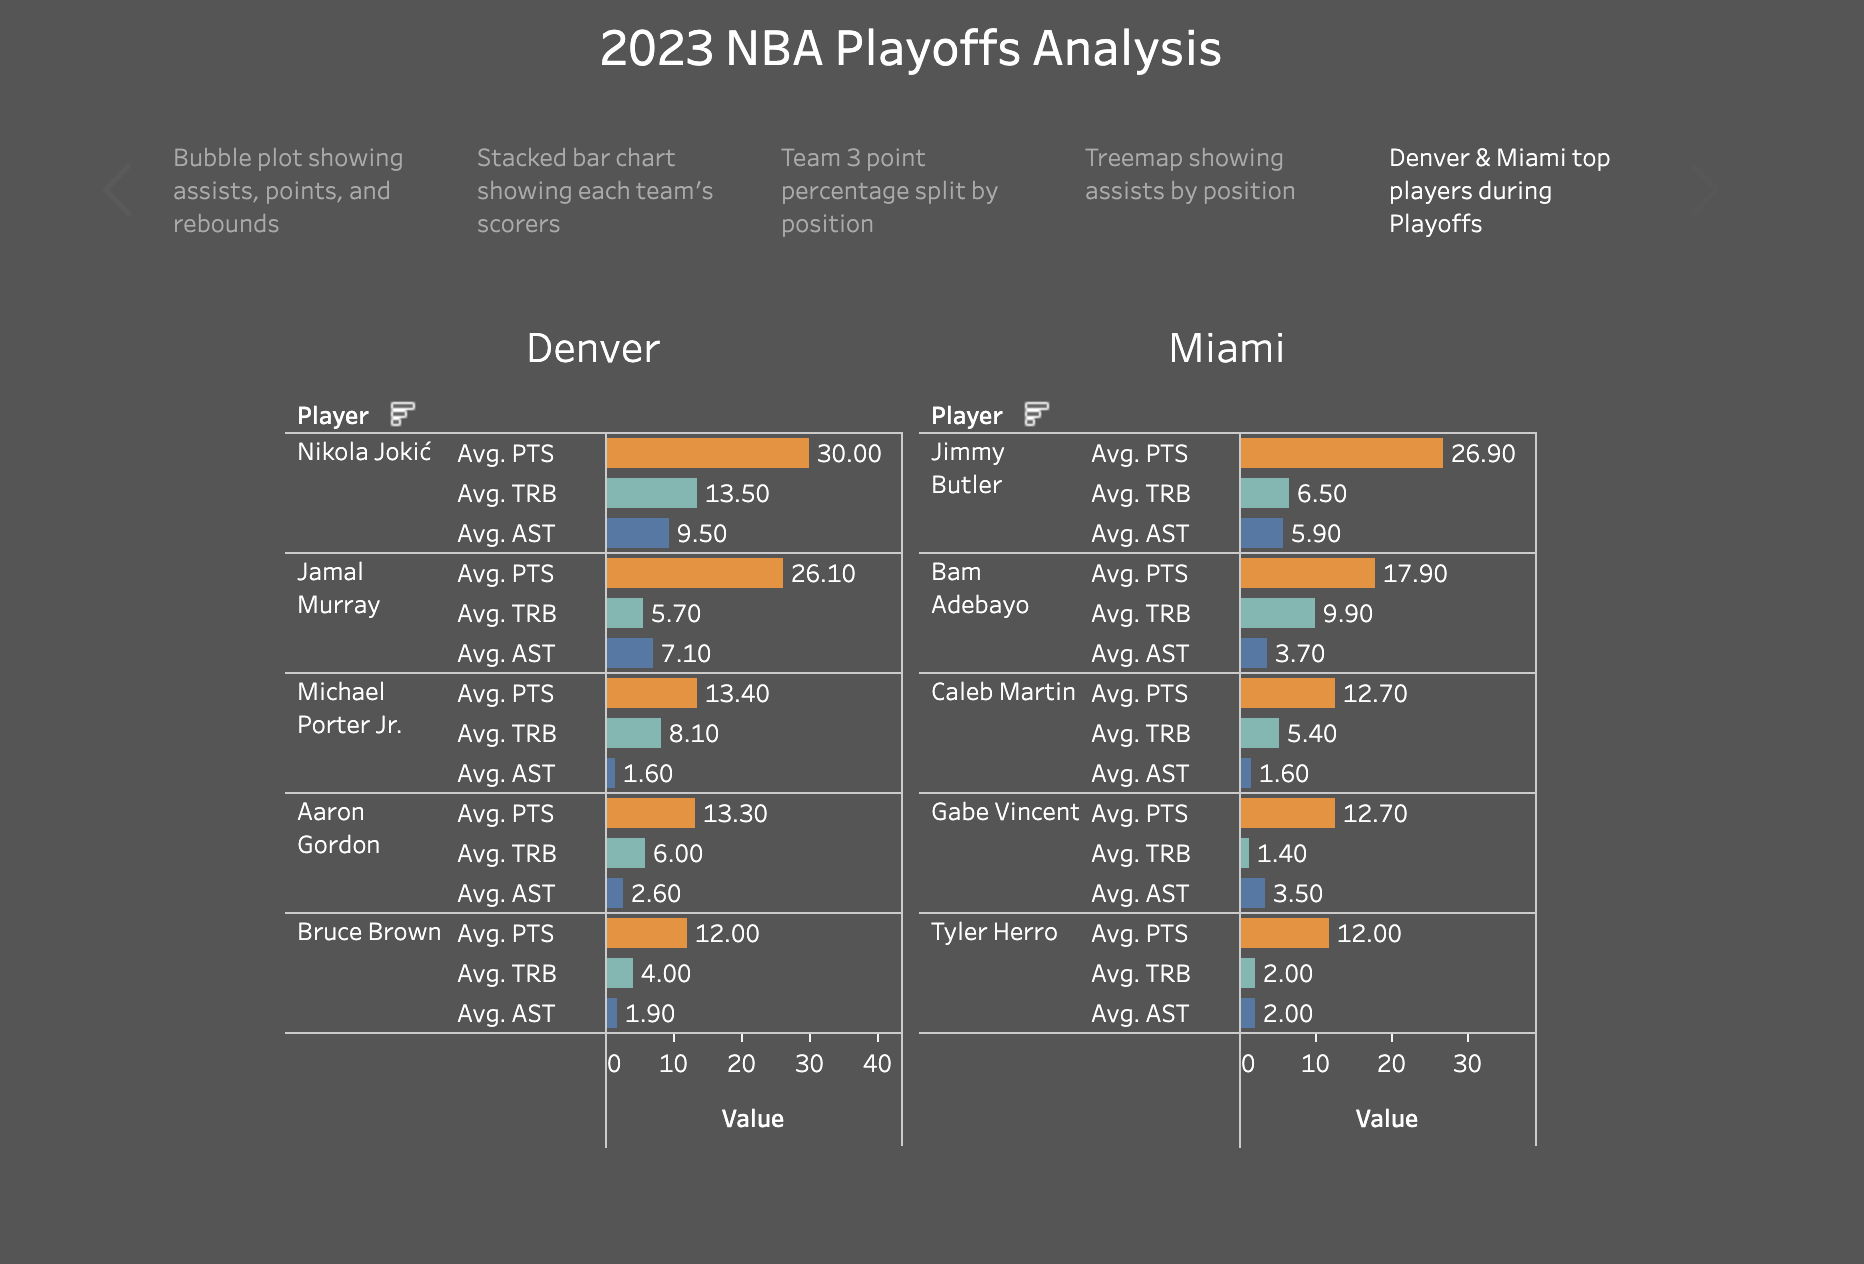 2023 NBA Playoffs Analysis
Bubble plot showing
assists, points, and
rebounds
Stacked bar chart
showing each team's
scorers
Team 3 point
percentage split by
position
Treemap showing
assists by position
Denver & Miami top
players during
Playoffs
Denver
Player
Nikola Jokić Avg. PTS 30.00
Avg. TRB 13.50
Avg. AST 9.50
Jamal
Murray
Avg. PTS 26.10
Avg. TRB 5.70
Avg. AST 7.10
Michael
Porter Jr.
Avg. PTS 13.40
Avg. TRB 8.10
Avg. AST 1.60
Aaron
Gordon
Avg. PTS 13.30
Avg. TRB 6.00
Avg. AST 2.60
Bruce Brown Avg. PTS 12.00
Avg. TRB 4.00
Avg. AST 1.90
0 10 20 30 40
Value
Miami
Player
Jimmy
Butler
Avg. PTS 26.90
Avg. TRB 6.50
Avg. AST 5.90
Bam
Adebayo
Avg. PTS 17.90
Avg. TRB 9.90
Avg. AST 3.70
Caleb Martin Avg. PTS 12.70
Avg. TRB 5.40
Avg. AST 1.60
Gabe Vincent Avg. PTS 12.70
Avg. TRB 1.40
Avg. AST 3.50
Tyler Herro Avg. PTS 12.00
Avg. TRB 2.00
Avg. AST 2.00
0 10 20 30
Value